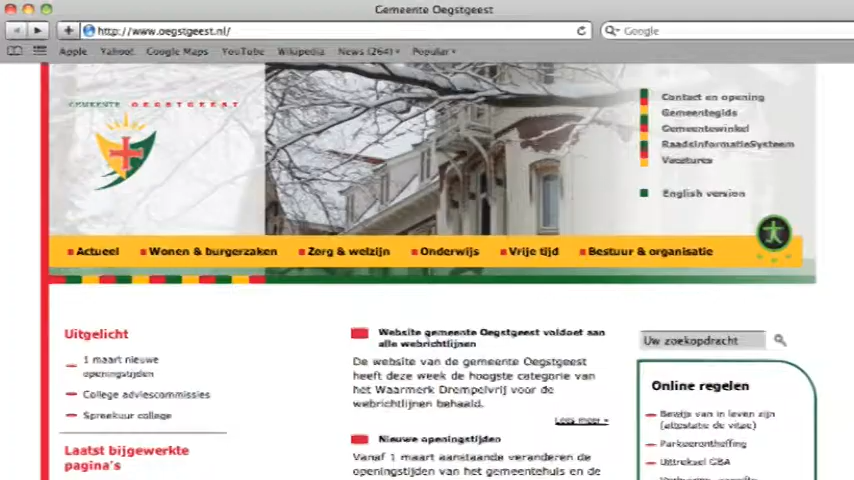 Gemeente Oegstgeest
http://www.oegstgeest.nl/
Google
Apple Yahoo! Google Maps YouTube Wikipedia News (264) Popular
GEMEENTE OEGSTGEEST
Contact en opening
Gemeentegids
Gemeentewinkel
RaadsInformatieSysteem
Vacatures
English version
Actueel Wonen & burgerzaken Zorg & welzijn Onderwijs Vrije tijd Bestuur & organisatie
Uitgelicht
1 maart nieuwe
openingstijden
College adviescommissies
Spreekuur college
Laatst bijgewerkte
pagina's
Website gemeente Oegstgeest voldoet aan
alle webrichtlijnen
De website van de gemeente Oegstgeest
heeft deze week de hoogste categorie van
het Waarmerk Drempelvrij voor de
webrichtlijnen behaald.
Lees meer »
Nieuwe openingstijden
Vanaf 1 maart aanstaande veranderen de
openingstijden van het gemeentehuis en de
Uw zoekopdracht
Online regelen
Bewijs van in leven zijn
(attestatie de vitae)
Parkeerontheffing
Uittreksel GBA